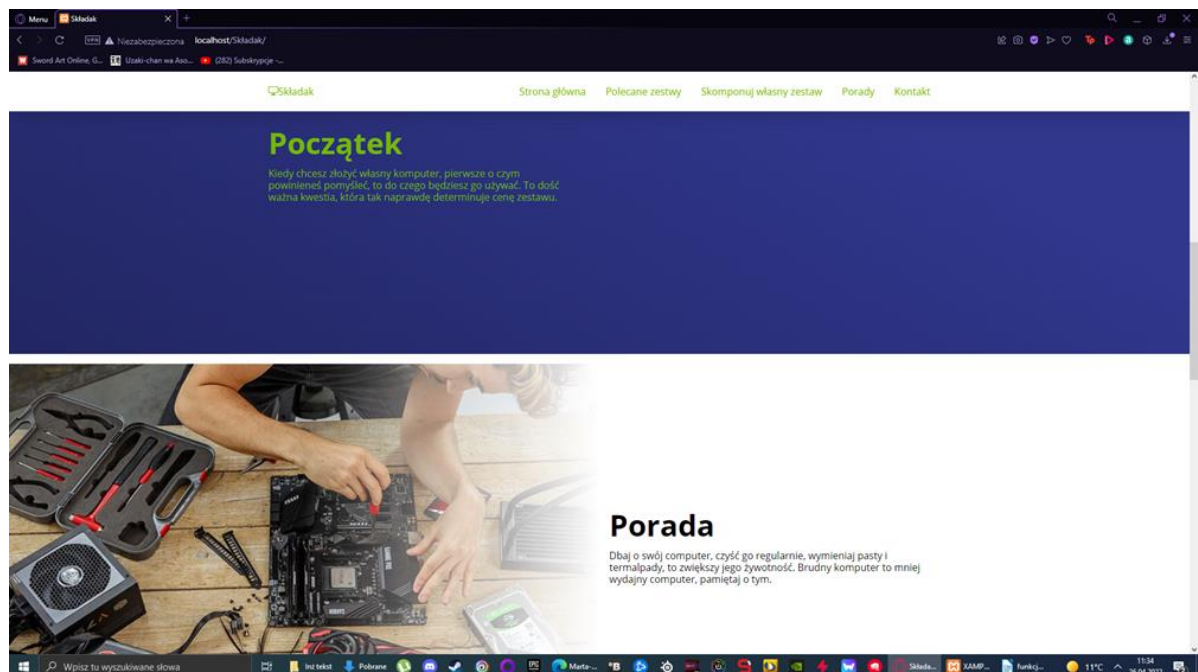 Menu Składak
VPN Niezabezpieczona localhost/Składak/
Sword Art Online, G... Uzaki-chan wa Aso... (282) Subskrypcje -...
Składak Strona główna Polecane zestwy Skomponuj własny zestaw Porady Kontakt
Początek
Kiedy chcesz złożyć własny komputer, pierwsze o czym
powinieneś pomyśleć, to do czego będziesz go używać. To dość
ważna kwestia, która tak naprawdę determinuje cenę zestawu.
Porada
Dbaj o swój computer, czyść go regularnie, wymieniaj pasty i
termalpady, to zwiększy jego żywotność. Brudny komputer to mniej
wydajny computer, pamiętaj o tym.
Wpisz tu wyszukiwane słowa Inż tekst Pobrane Marta-... Składa... XAMP... funkcj... 11°C 11:34